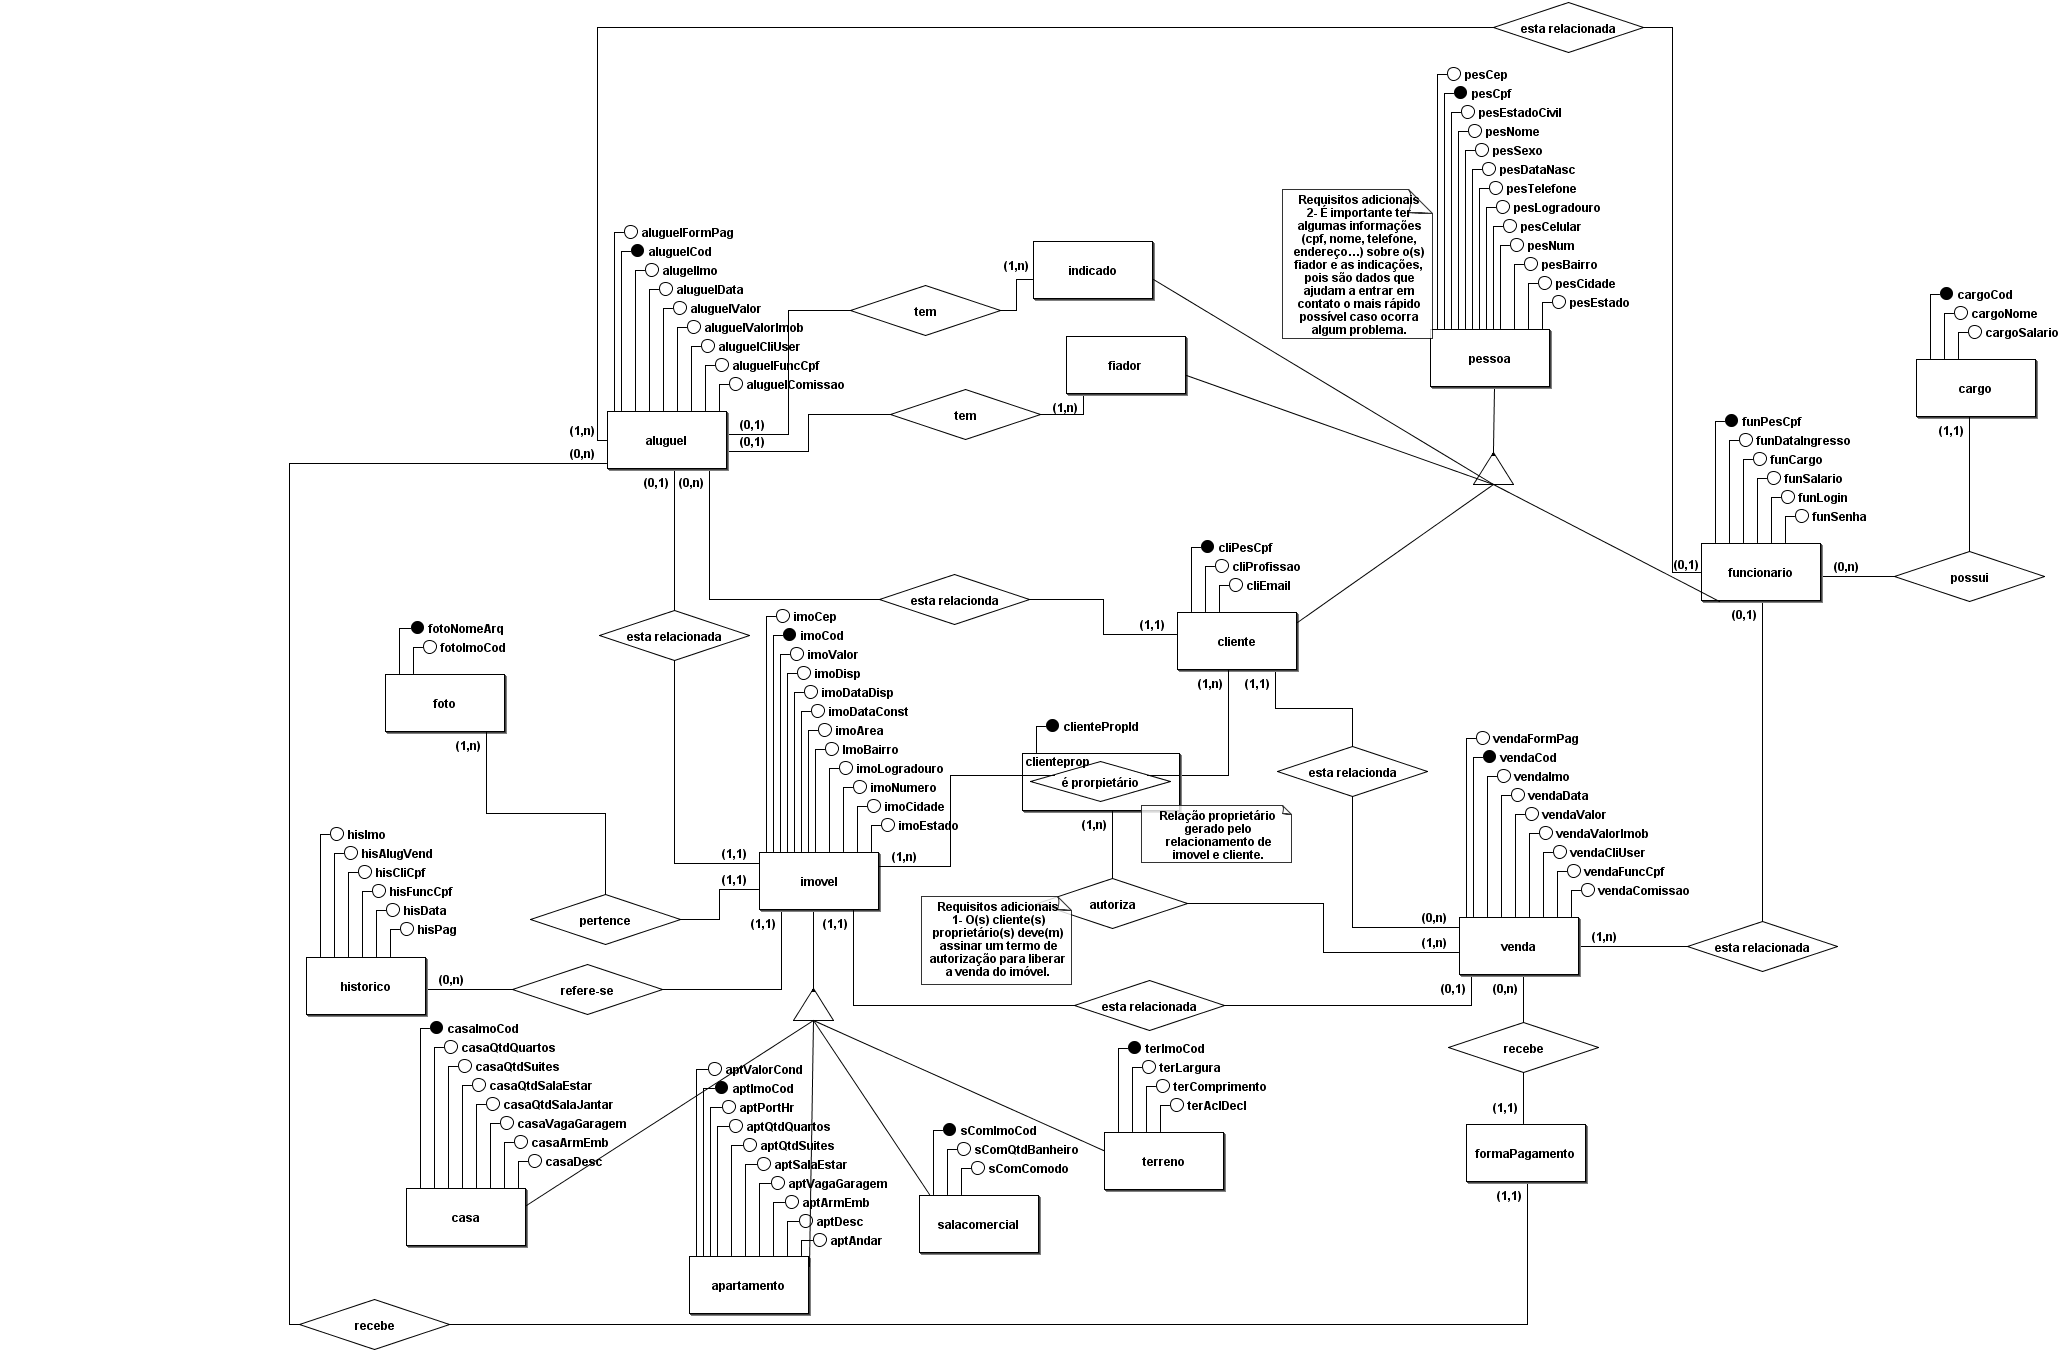 esta relacionada
pesCep
pesCpf
pesEstadoCivil
pesNome
pesSexo
pesDataNasc
pesTelefone
pesLogradouro
pesCelular
pesNum
pesBairro
pesCidade
pesEstado
pessoa
Requisitos adicionais
2- É importante ter
algumas informações
(cpf, nome, telefone,
endereço...) sobre o(s)
fiador e as indicações,
pois são dados que
ajudam a entrar em
contato o mais rápido
possível caso ocorra
algum problema.
aluguelFormPag
aluguelCod
alugelImo
aluguelData
aluguelValor
aluguelValorImob
aluguelCliUser
aluguelFuncCpf
aluguelComissao
aluguel
(1,n)
(0,n)
(0,1)
(0,1)
(0,1)
(0,n)
tem
(1,n)
indicado
tem
(1,n)
fiador
cargoCod
cargoNome
cargoSalario
cargo
(1,1)
funPesCpf
funDataIngresso
funCargo
funSalario
funLogin
funSenha
funcionario
(0,1)
(0,n)
(0,1)
possui
cliPesCpf
cliProfissao
cliEmail
cliente
(1,1)
(1,n)
(1,1)
esta relacionda
esta relacionada
fotoNomeArq
fotoImoCod
foto
(1,n)
pertence
imoCep
imoCod
imoValor
imoDisp
imoDataDisp
imoDataConst
imoArea
ImoBairro
imoLogradouro
imoNumero
imoCidade
imoEstado
imovel
(1,1)
(1,1)
(1,n)
(1,1)
(1,1)
clientePropId
clienteprop
é prorpietário
(1,n)
Relação proprietário
gerado pelo
relacionamento de
imovel e cliente.
autoriza
Requisitos adicionais
1- O(s) cliente(s)
proprietário(s) deve(m)
assinar um termo de
autorização para liberar
a venda do imóvel.
esta relacionda
vendaFormPag
vendaCod
vendaImo
vendaData
vendaValor
vendaValorImob
vendaCliUser
vendaFuncCpf
vendaComissao
venda
(0,n)
(1,n)
(1,n)
(0,1)
(0,n)
esta relacionada
esta relacionada
hisImo
hisAlugVend
hisCliCpf
hisFuncCpf
hisData
hisPag
historico
(0,n)
refere-se
casaImoCod
casaQtdQuartos
casaQtdSuites
casaQtdSalaEstar
casaQtdSalaJantar
casaVagaGaragem
casaArmEmb
casaDesc
casa
aptValorCond
aptImoCod
aptPortHr
aptQtdQuartos
aptQtdSuites
aptSalaEstar
aptVagaGaragem
aptArmEmb
aptDesc
aptAndar
apartamento
sComImoCod
sComQtdBanheiro
sComComodo
salacomercial
terImoCod
terLargura
terComprimento
terAclDecl
terreno
recebe
(1,1)
formaPagamento
(1,1)
recebe